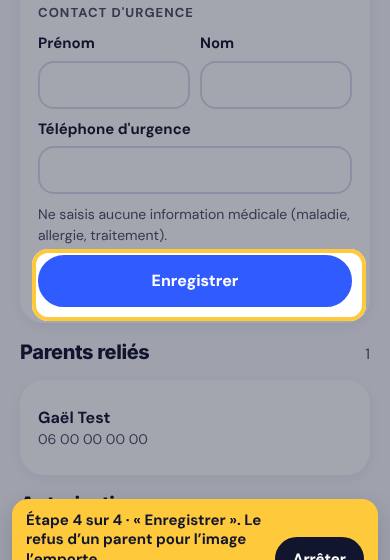 CONTACT D'URGENCE
Prénom
Nom
Téléphone d'urgence
Ne saisis aucune information médicale (maladie,
allergie, traitement).
Enregistrer
Parents reliés
1
Gaël Test
06 00 00 00 00
Étape 4 sur 4 · « Enregistrer ». Le
refus d’un parent pour l’image
l’emporte
Arrêter